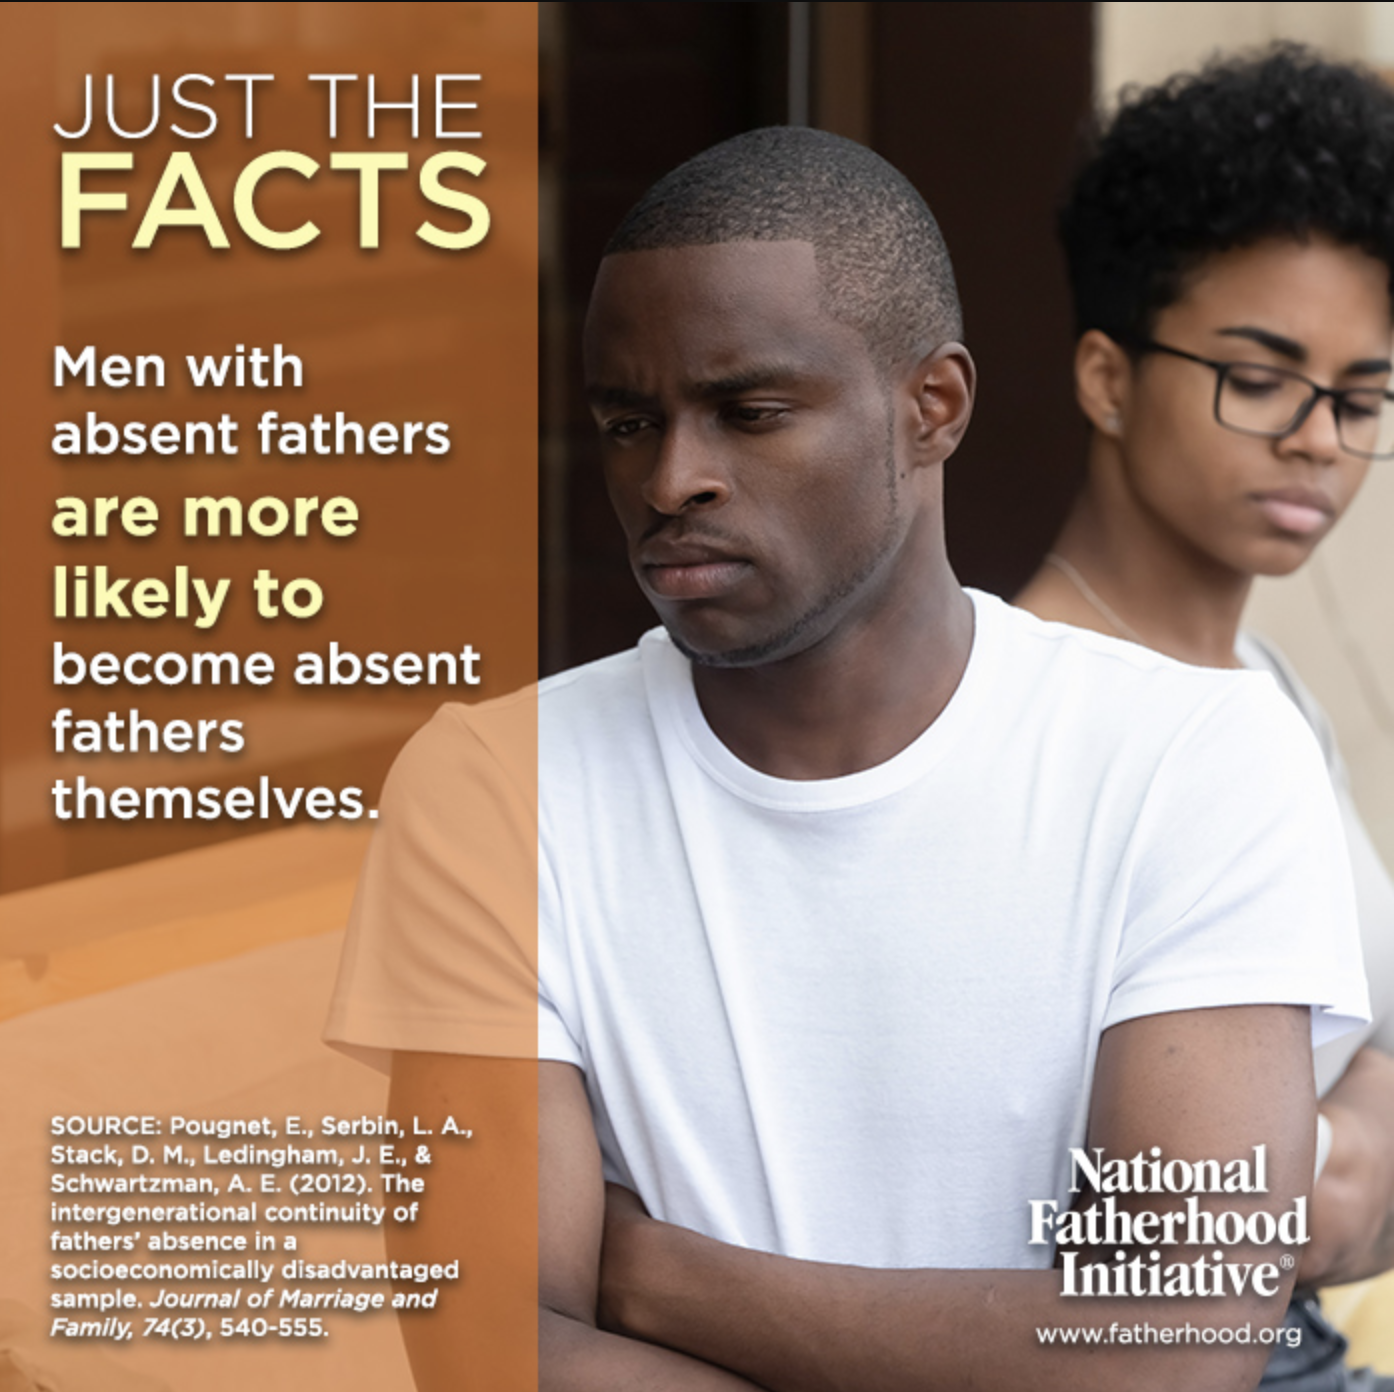 JUST THE
FACTS
Men with
absent fathers
are more
likely to
become absent
fathers
themselves.
SOURCE: Pougnet, E., Serbin, L. A.,
Stack, D. M., Ledingham, J. E., &
Schwartzman, A. E. (2012). The
intergenerational continuity of
fathers' absence in a
socioeconomically disadvantaged
sample. Journal of Marriage and
Family, 74(3), 540-555.
National
Fatherhood
Initiative®
www.fatherhood.org